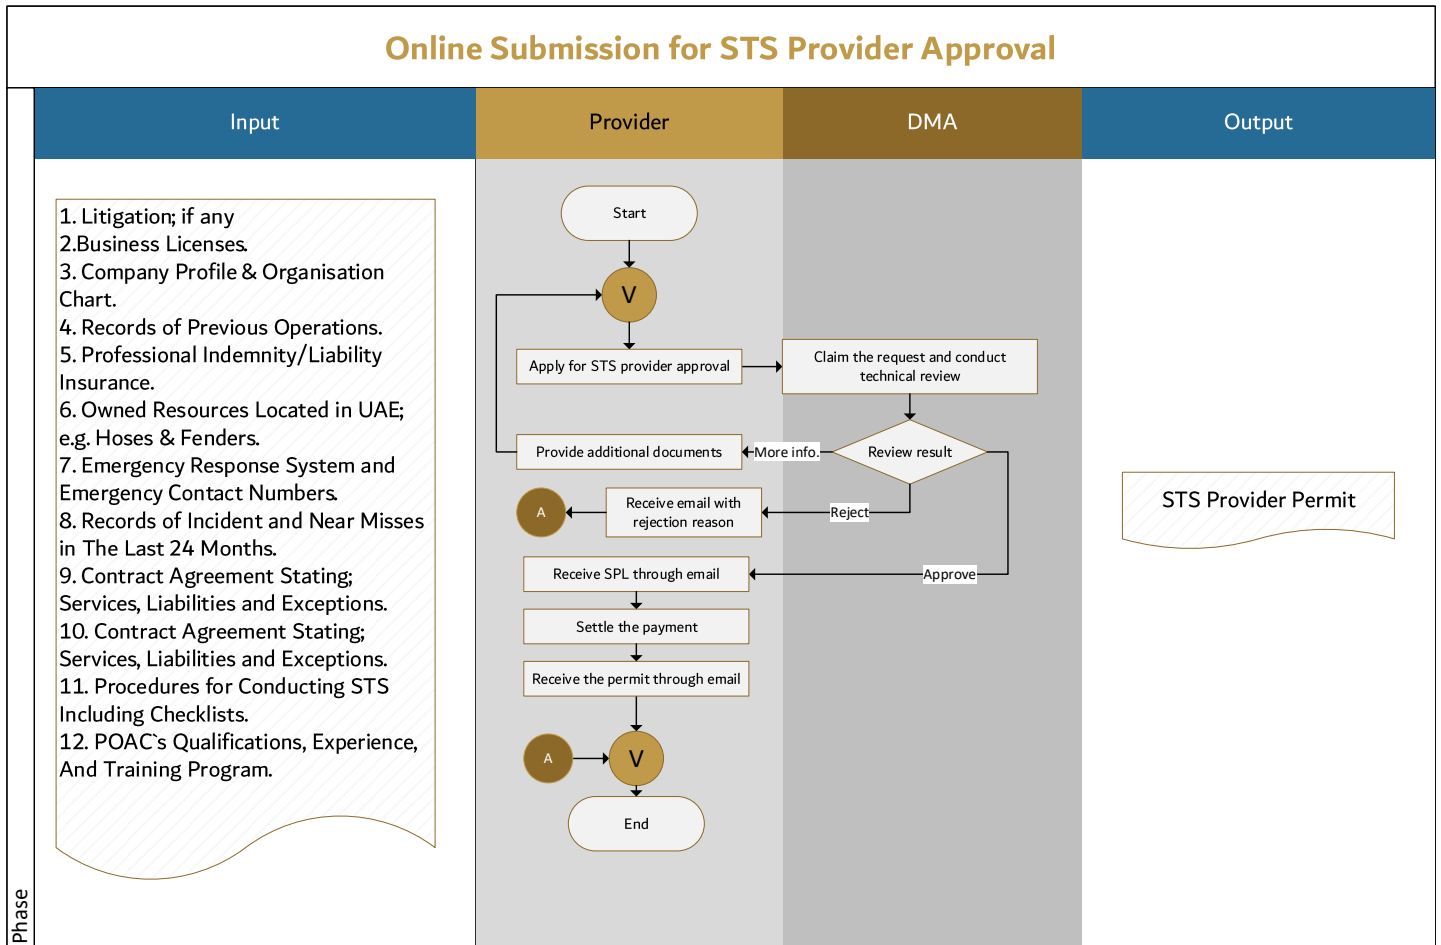 Online Submission for STS Provider Approval
Input
Provider
DMA
Output
1. Litigation; if any
2.Business Licenses.
3. Company Profile & Organisation
Chart.
4. Records of Previous Operations.
5. Professional Indemnity/Liability
Insurance.
6. Owned Resources Located in UAE;
e.g. Hoses & Fenders.
7. Emergency Response System and
Emergency Contact Numbers.
8. Records of Incident and Near Misses
in The Last 24 Months.
9. Contract Agreement Stating;
Services, Liabilities and Exceptions.
10. Contract Agreement Stating;
Services, Liabilities and Exceptions.
11. Procedures for Conducting STS
Including Checklists.
12. POAC`s Qualifications, Experience,
And Training Program.
Start
V
Apply for STS provider approval
Claim the request and conduct
technical review
Provide additional documents
More info.
Review result
A
Receive email with
rejection reason
Reject
Receive SPL through email
Approve
Settle the payment
Receive the permit through email
A
V
End
STS Provider Permit
Phase